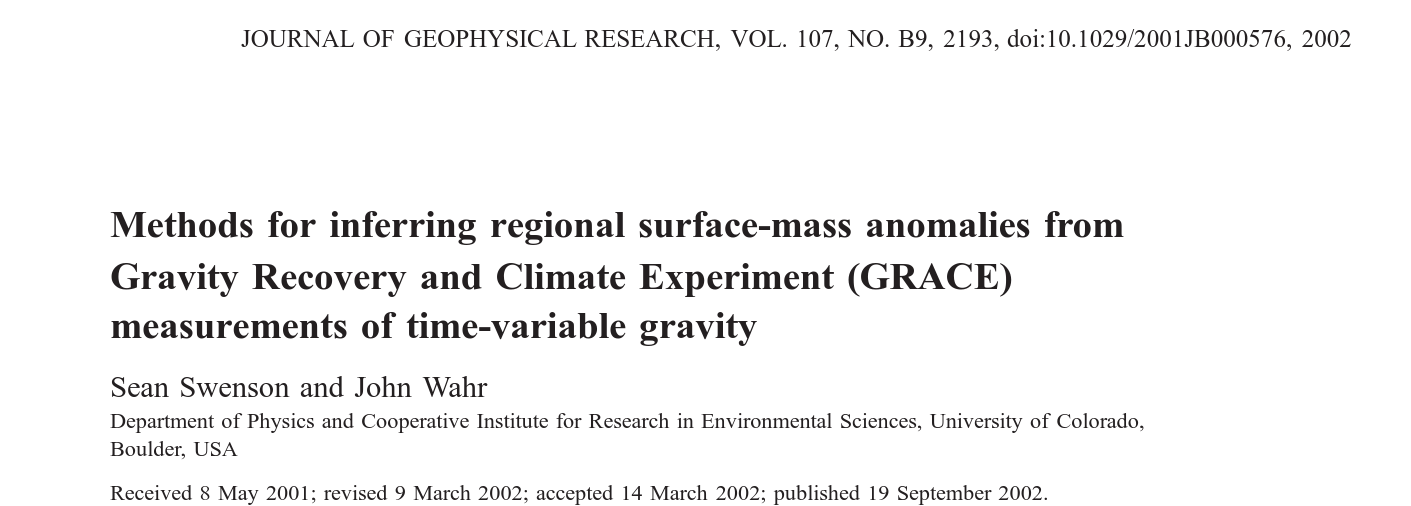 JOURNAL OF GEOPHYSICAL RESEARCH, VOL. 107, NO. B9, 2193, doi:10.1029/2001JB000576, 2002
Methods for inferring regional surface-mass anomalies from
Gravity Recovery and Climate Experiment (GRACE)
measurements of time-variable gravity
Sean Swenson and John Wahr
Department of Physics and Cooperative Institute for Research in Environmental Sciences, University of Colorado,
Boulder, USA
Received 8 May 2001; revised 9 March 2002; accepted 14 March 2002; published 19 September 2002.